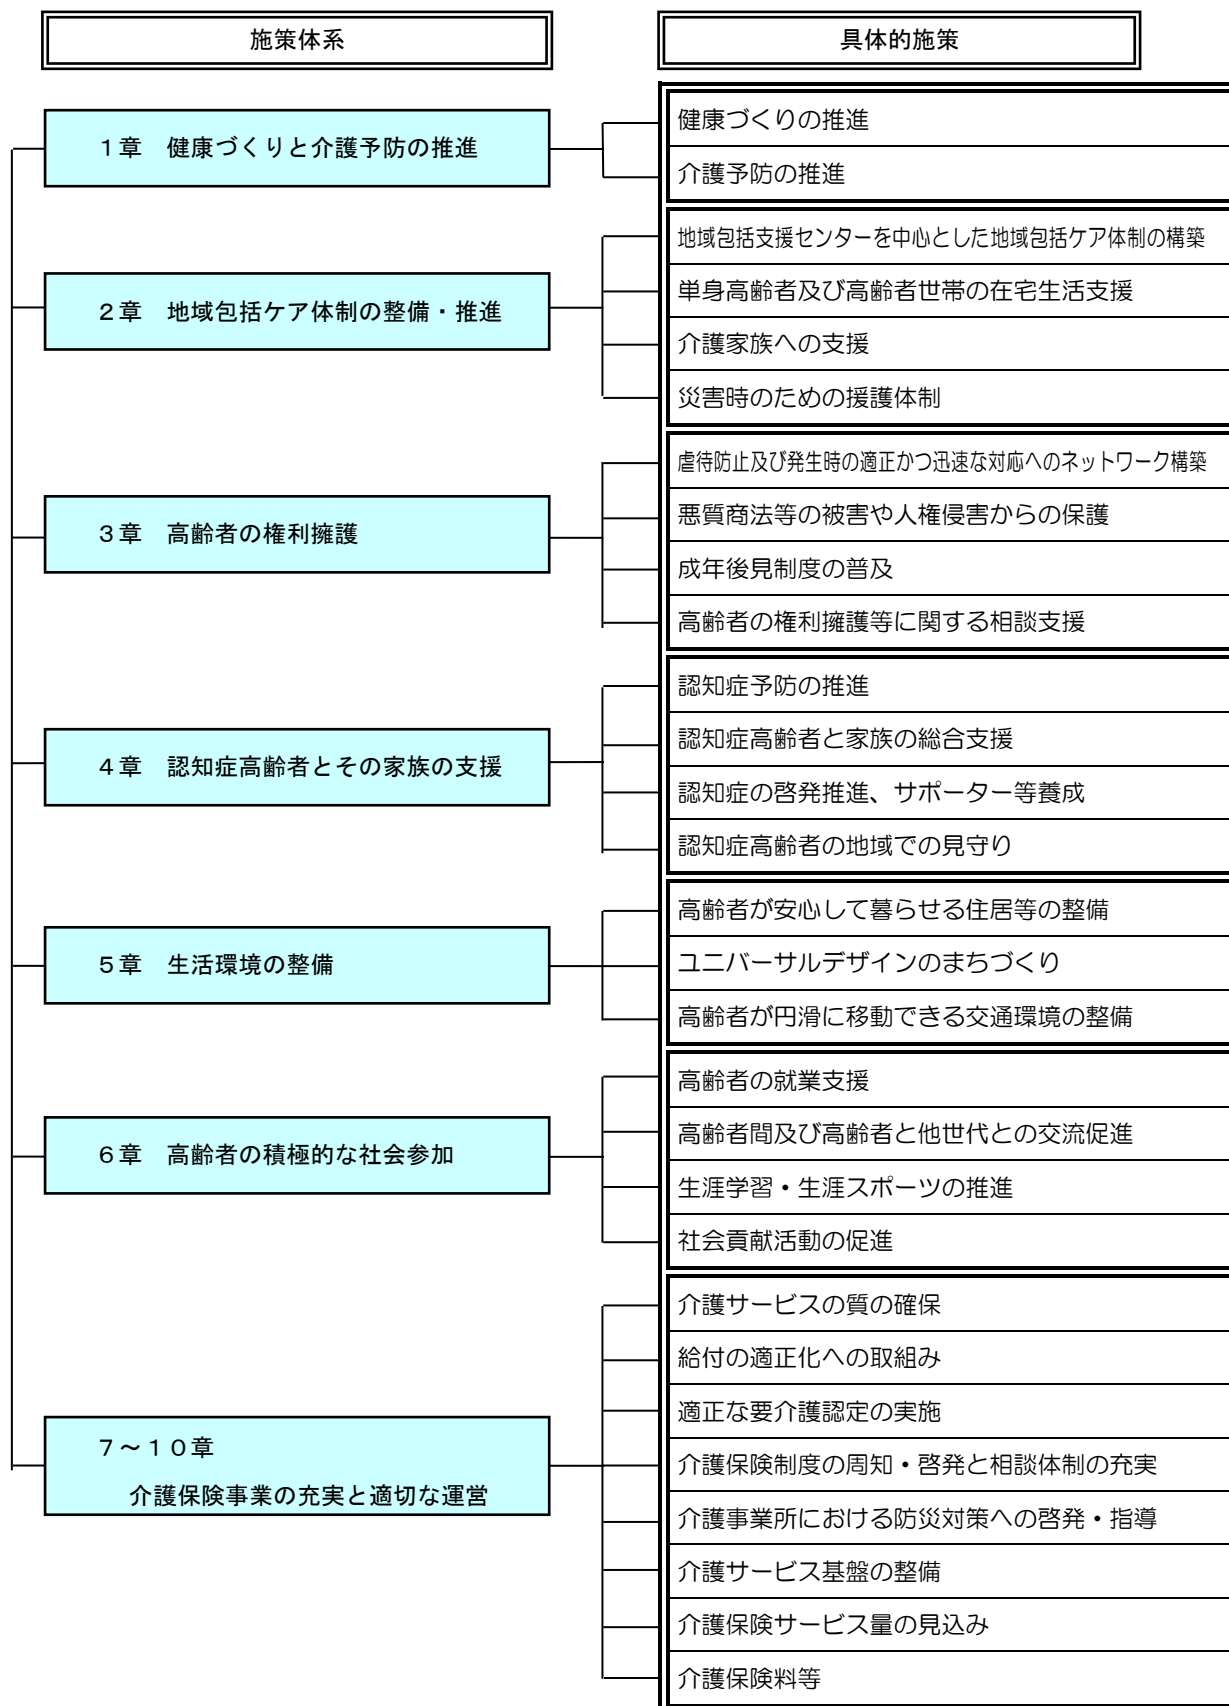 施策体系
具体的施策
１章　健康づくりと介護予防の推進
健康づくりの推進
介護予防の推進
２章　地域包括ケア体制の整備・推進
地域包括支援センターを中心とした地域包括ケア体制の構築
単身高齢者及び高齢者世帯の在宅生活支援
介護家族への支援
災害時のための援護体制
３章　高齢者の権利擁護
虐待防止及び発生時の適正かつ迅速な対応へのネットワーク構築
悪質商法等の被害や人権侵害からの保護
成年後見制度の普及
高齢者の権利擁護等に関する相談支援
４章　認知症高齢者とその家族の支援
認知症予防の推進
認知症高齢者と家族の総合支援
認知症の啓発推進、サポーター等養成
認知症高齢者の地域での見守り
５章　生活環境の整備
高齢者が安心して暮らせる住居等の整備
ユニバーサルデザインのまちづくり
高齢者が円滑に移動できる交通環境の整備
６章　高齢者の積極的な社会参加
高齢者の就業支援
高齢者間及び高齢者と他世代との交流促進
生涯学習・生涯スポーツの推進
社会貢献活動の促進
７～１０章
介護保険事業の充実と適切な運営
介護サービスの質の確保
給付の適正化への取組み
適正な要介護認定の実施
介護保険制度の周知・啓発と相談体制の充実
介護事業所における防災対策への啓発・指導
介護サービス基盤の整備
介護保険サービス量の見込み
介護保険料等